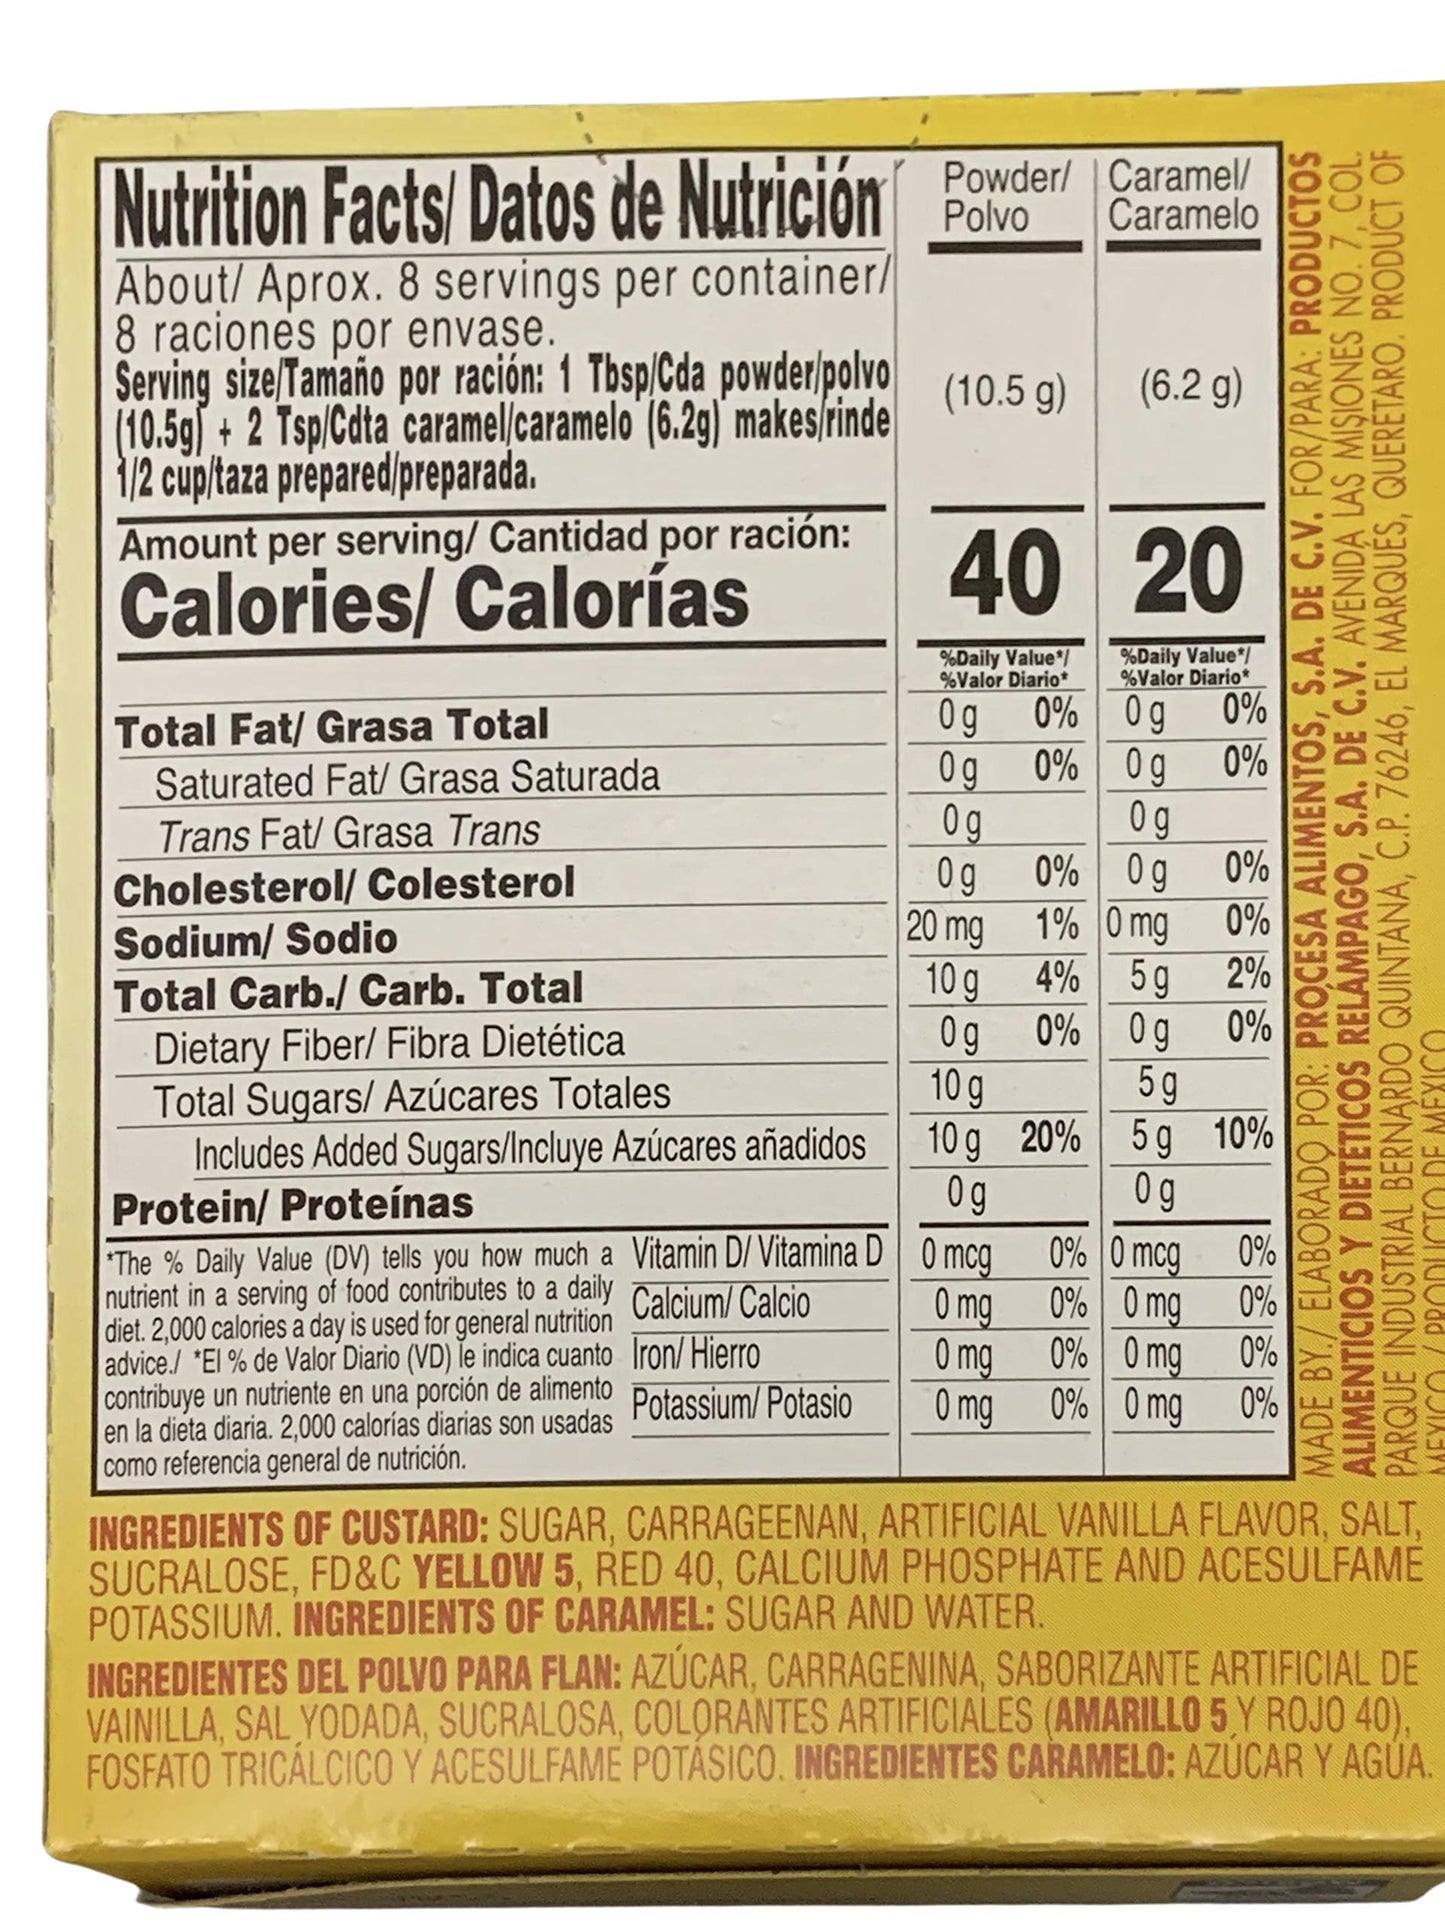 Nutrition Facts/ Datos de Nutrición
Powder/ Polvo
Caramel/ Caramelo
About/ Aprox. 8 servings per container/
8 raciones por envase.
Serving size/Tamaño por ración: 1 Tbsp/Cda powder/polvo
(10.5g) + 2 Tsp/Cdta caramel/caramelo (6.2g) makes/rinde
1/2 cup/taza prepared/preparada.
(10.5 g) (6.2 g)
Amount per serving/ Cantidad por ración:
Calories/ Calorías 40 20
%Daily Value*/ %Daily Value*/
%Valor Diario* %Valor Diario*
Total Fat/ Grasa Total 0 g 0% 0 g 0%
Saturated Fat/ Grasa Saturada 0 g 0% 0 g 0%
Trans Fat/ Grasa Trans 0 g 0 g
Cholesterol/ Colesterol 0 g 0% 0 g 0%
Sodium/ Sodio 20 mg 1% 0 mg 0%
Total Carb./ Carb. Total 10 g 4% 5 g 2%
Dietary Fiber/ Fibra Dietética 0 g 0% 0 g 0%
Total Sugars/ Azúcares Totales 10 g 5 g
Includes Added Sugars/Incluye Azúcares añadidos 10 g 20% 5 g 10%
Protein/ Proteínas 0 g 0 g
*The % Daily Value (DV) tells you how much a
nutrient in a serving of food contributes to a daily
diet. 2,000 calories a day is used for general nutrition
advice./ *El % de Valor Diario (VD) le indica cuanto
contribuye un nutriente en una porción de alimento
en la dieta diaria. 2,000 calorías diarias son usadas
como referencia general de nutrición.
Vitamin D/ Vitamina D 0 mcg 0% 0 mcg 0%
Calcium/ Calcio 0 mg 0% 0 mg 0%
Iron/ Hierro 0 mg 0% 0 mg 0%
Potassium/ Potasio 0 mg 0% 0 mg 0%
INGREDIENTS OF CUSTARD: SUGAR, CARRAGEENAN, ARTIFICIAL VANILLA FLAVOR, SALT,
SUCRALOSE, FD&C YELLOW 5, RED 40, CALCIUM PHOSPHATE AND ACESULFAME
POTASSIUM. INGREDIENTS OF CARAMEL: SUGAR AND WATER.
INGREDIENTES DEL POLVO PARA FLAN: AZÚCAR, CARRAGENINA, SABORIZANTE ARTIFICIAL DE
VAINILLA, SAL YODADA, SUCRALOSA, COLORANTES ARTIFICIALES (AMARILLO 5 Y ROJO 40),
FOSFATO TRICÁLCICO Y ACESULFAME POTÁSICO. INGREDIENTES CARAMELO: AZÚCAR Y AGUA.
MADE BY./ ELABORADO POR: PROCESA ALIMENTOS, S.A. DE C.V. FOR/PARA: PRODUCTOS
ALIMENTICIOS Y DIETETICOS RELÁMPAGO, S.A. DE C.V. AVENIDA LAS MISIONES NO. 7, COL.
PARQUE INDUSTRIAL BERNARDO QUINTANA, C.P. 76246, EL MARQUES, QUERETARO. PRODUCT OF
MEXICO / PRODUCTO DE MÉXICO